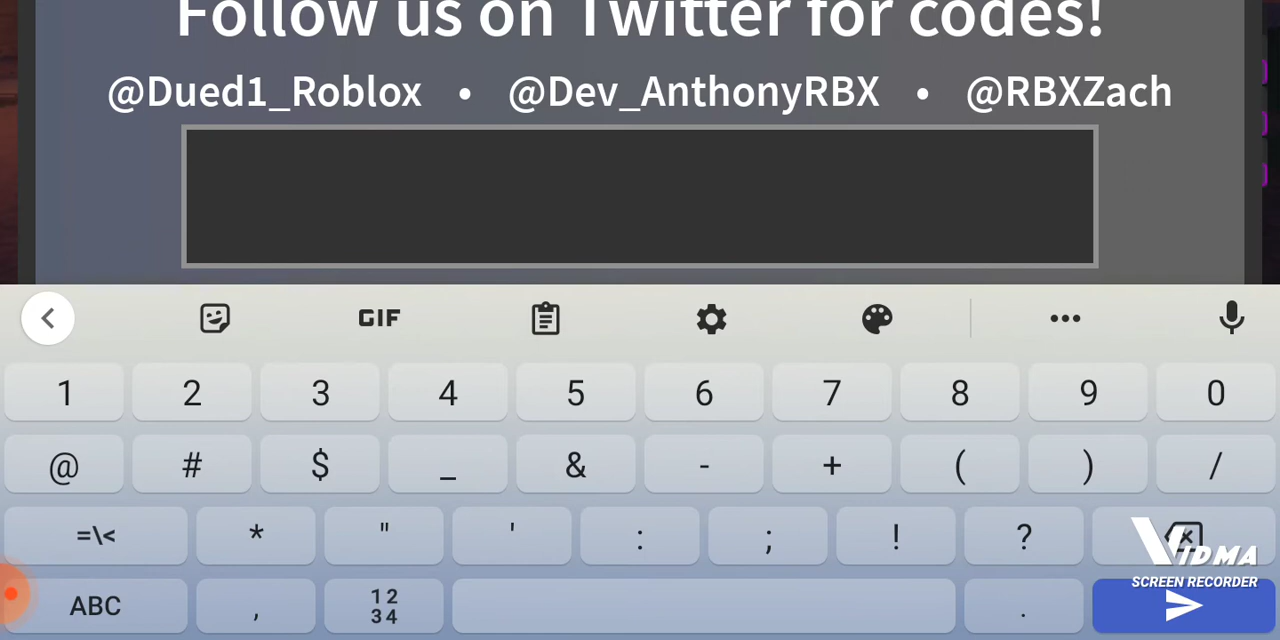 Follow us on Twitter for codes!
@Dued1_Roblox • @Dev_AnthonyRBX • @RBXZach
GIF
1 2 3 4 5 6 7 8 9 0
@ # $ _ & - + ( ) /
=\< * " ' : ; ! ?
VIDMA
SCREEN RECORDER
ABC , 12 34 .